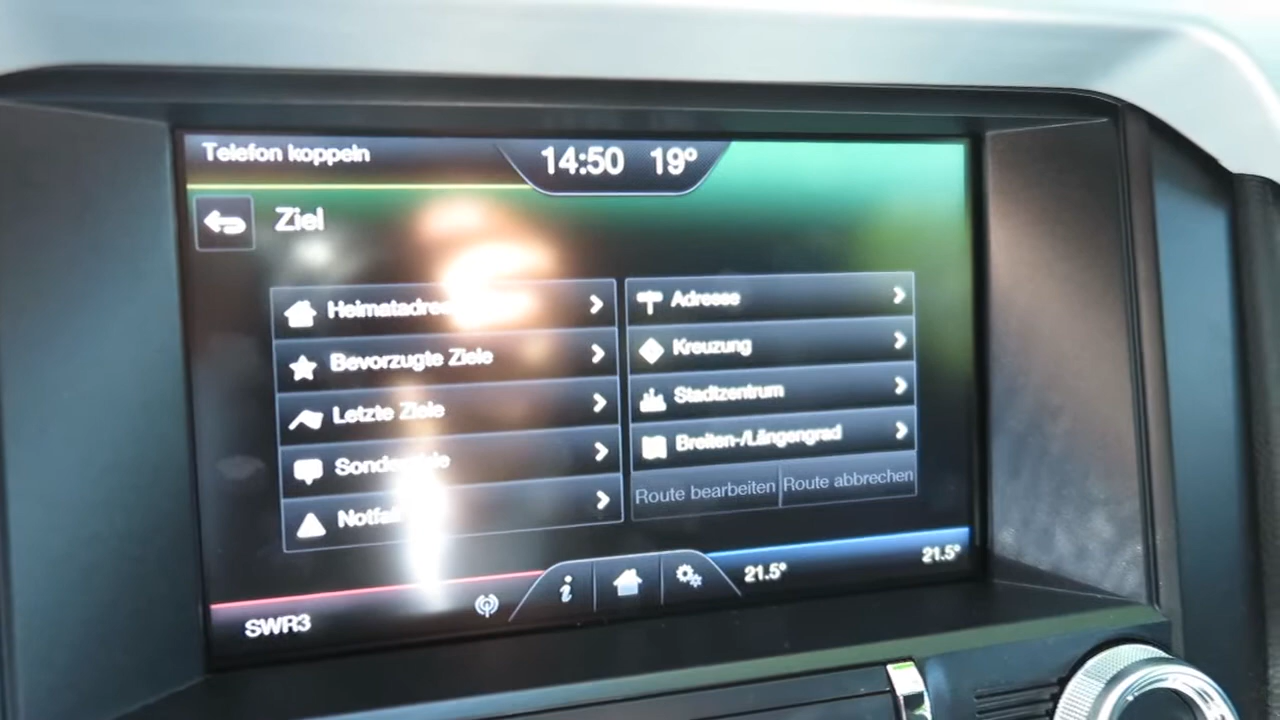 Telefon koppeln
14:50 19°
Ziel
Bevorzugte Ziele
Letzte Ziele
Adresse
Kreuzung
Stadtzentrum
Breiten-/Längengrad
Route bearbeiten
Route abbrechen
21.5°
21.5°
SWR3